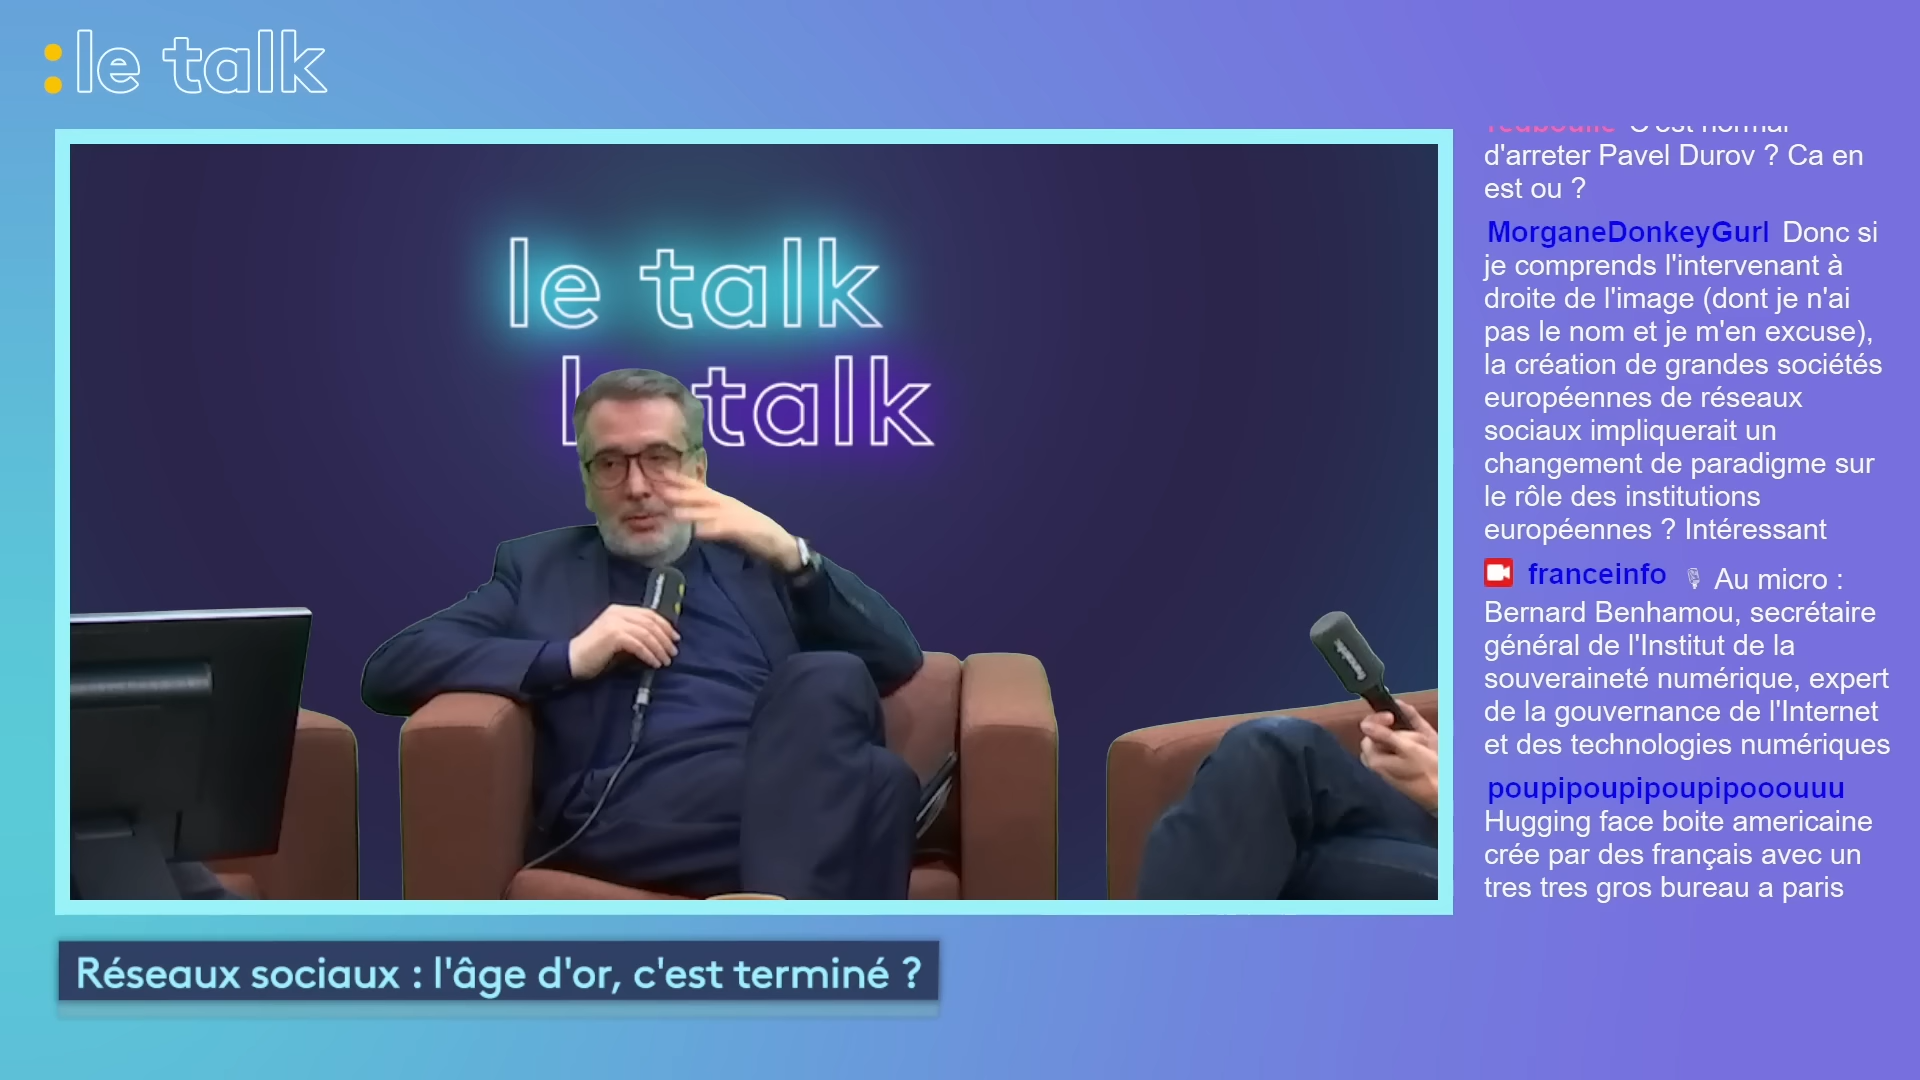 :le talk
le talk
talk
C'est normal
d'arreter Pavel Durov ? Ca en
est ou ?
MorganeDonkeyGurl Donc si
je comprends l'intervenant à
droite de l'image (dont je n'ai
pas le nom et je m'en excuse),
la création de grandes sociétés
européennes de réseaux
sociaux impliquerait un
changement de paradigme sur
le rôle des institutions
européennes ? Intéressant
franceinfo 🎙 Au micro :
Bernard Benhamou, secrétaire
général de l'Institut de la
souveraineté numérique, expert
de la gouvernance de l'Internet
et des technologies numériques
poupipoupipoupipooouuu
Hugging face boite americaine
crée par des français avec un
tres tres gros bureau a paris
Réseaux sociaux : l'âge d'or, c'est terminé ?